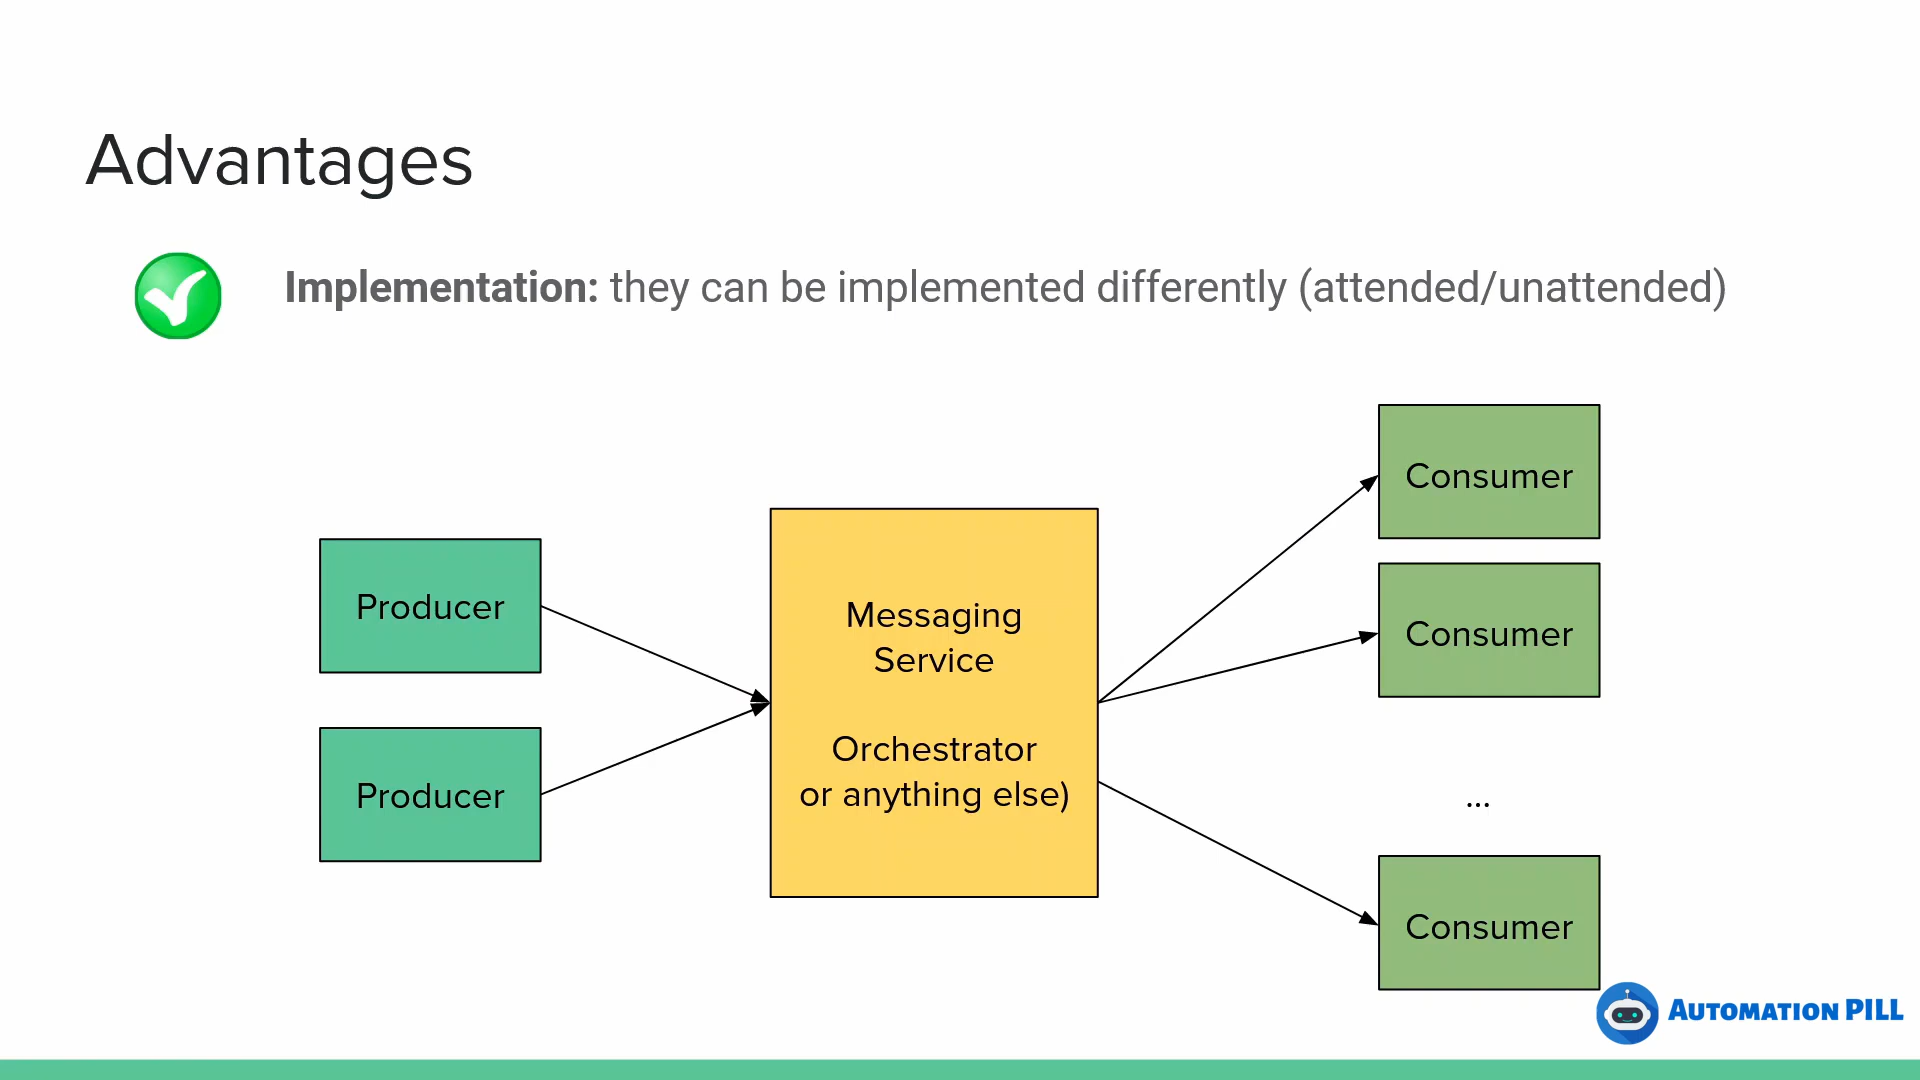 Advantages
Implementation: they can be implemented differently (attended/unattended)
Producer
Producer
Messaging
Service
Orchestrator
or anything else)
Consumer
Consumer
...
Consumer
AUTOMATION PILL